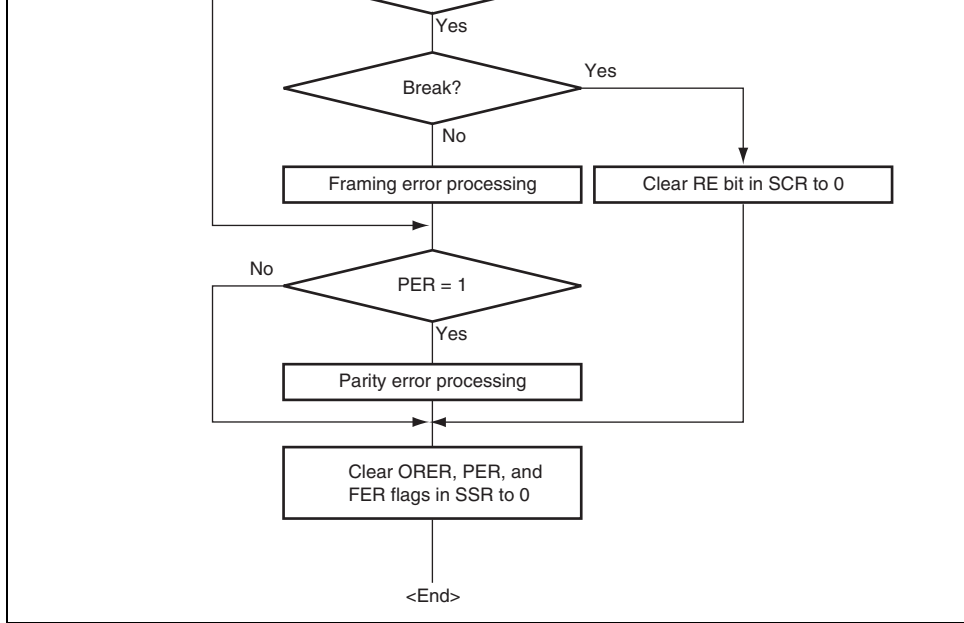 Yes
Break?
Yes
No
Framing error processing
Clear RE bit in SCR to 0
No
PER = 1
Yes
Parity error processing
Clear ORER, PER, and
FER flags in SSR to 0
<End>